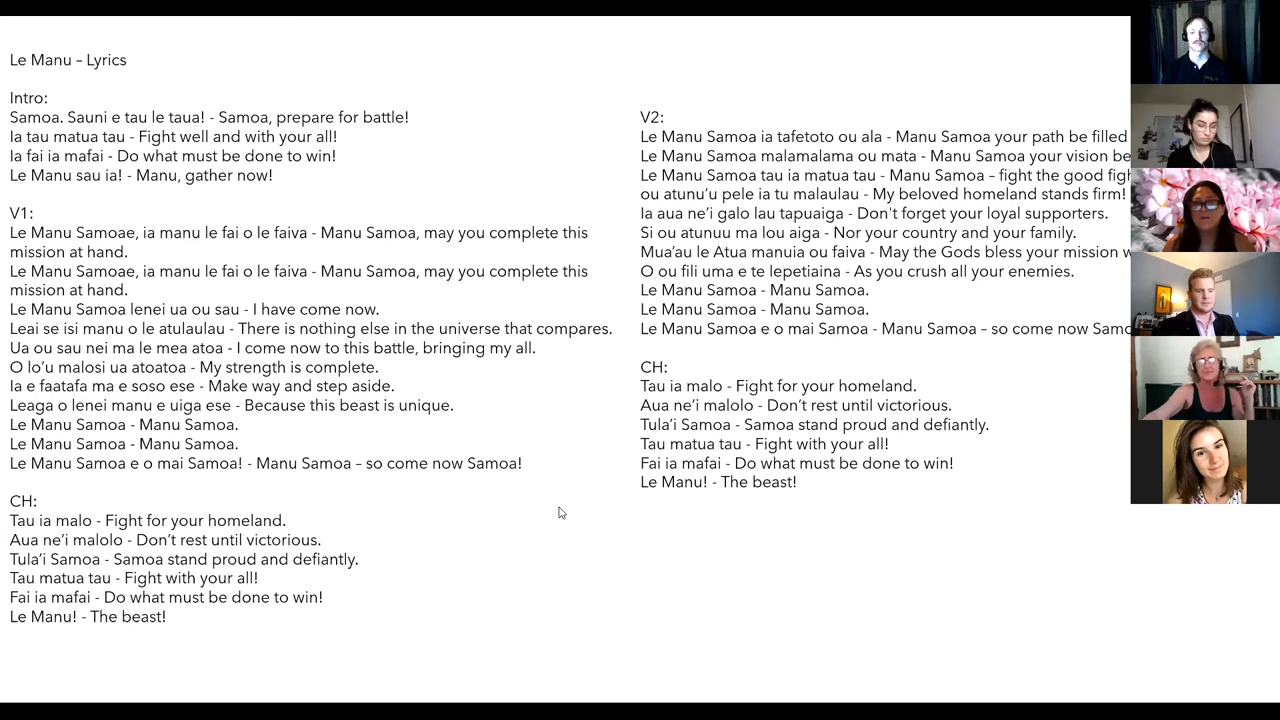 Le Manu – Lyrics
Intro:
Samoa. Sauni e tau le taua! - Samoa, prepare for battle!
Ia tau matua tau - Fight well and with your all!
Ia fai ia mafai - Do what must be done to win!
Le Manu sau ia! - Manu, gather now!
V1:
Le Manu Samoae, ia manu le fai o le faiva - Manu Samoa, may you complete this
mission at hand.
Le Manu Samoae, ia manu le fai o le faiva - Manu Samoa, may you complete this
mission at hand.
Le Manu Samoa lenei ua ou sau - I have come now.
Leai se isi manu o le atulaulau - There is nothing else in the universe that compares.
Ua ou sau nei ma le mea atoa - I come now to this battle, bringing my all.
O lo’u malosi ua atoatoa - My strength is complete.
Ia e faatafa ma e soso ese - Make way and step aside.
Leaga o lenei manu e uiga ese - Because this beast is unique.
Le Manu Samoa - Manu Samoa.
Le Manu Samoa - Manu Samoa.
Le Manu Samoa e o mai Samoa! - Manu Samoa – so come now Samoa!
CH:
Tau ia malo - Fight for your homeland.
Aua ne’i malolo - Don’t rest until victorious.
Tula’i Samoa - Samoa stand proud and defiantly.
Tau matua tau - Fight with your all!
Fai ia mafai - Do what must be done to win!
Le Manu! - The beast!
V2:
Le Manu Samoa ia tafetoto ou ala - Manu Samoa your path be filled
Le Manu Samoa malamalama ou mata - Manu Samoa your vision be
Le Manu Samoa tau ia matua tau - Manu Samoa – fight the good
ou atunu’u pele ia tu malaulau - My beloved homeland stands firm!
Ia aua ne’i galo lau tapuaiga - Don't forget your loyal supporters.
Si ou atunuu ma lou aiga - Nor your country and your family.
Mua’au le Atua manuia ou faiva - May the Gods bless your mission
O ou fili uma e te lepetiaina - As you crush all your enemies.
Le Manu Samoa - Manu Samoa.
Le Manu Samoa - Manu Samoa.
Le Manu Samoa e o mai Samoa - Manu Samoa – so come now
CH:
Tau ia malo - Fight for your homeland.
Aua ne’i malolo - Don’t rest until victorious.
Tula’i Samoa - Samoa stand proud and defiantly.
Tau matua tau - Fight with your all!
Fai ia mafai - Do what must be done to win!
Le Manu! - The beast!